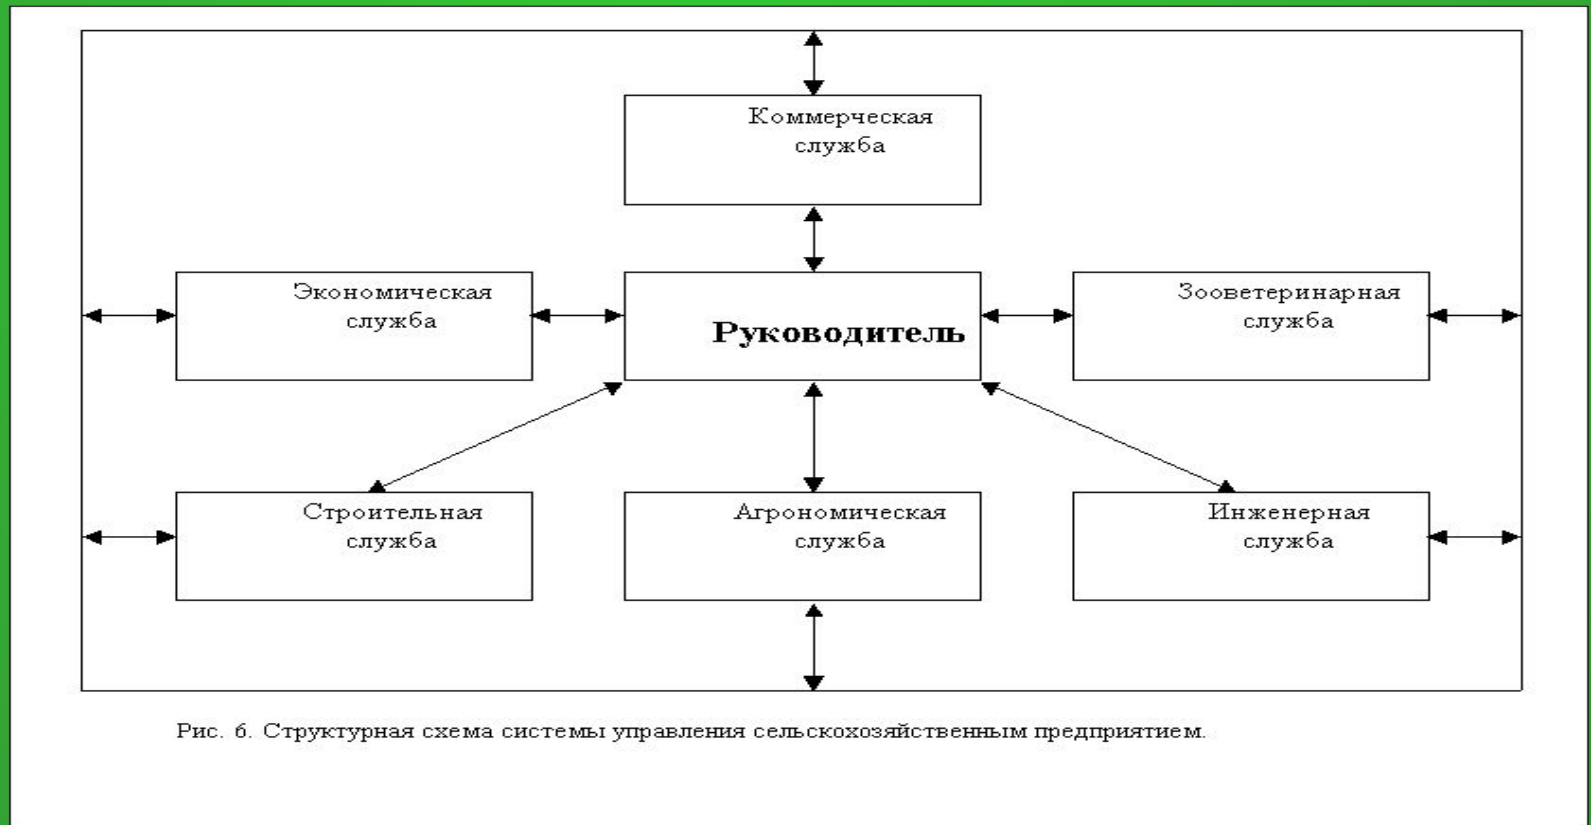 Коммерческая
служба
Экономическая
служба
Руководитель
Зооветеринарная
служба
Строительная
служба
Агрономическая
служба
Инженерная
служба
Рис. 6. Структурная схема системы управления сельскохозяйственным предприятием.